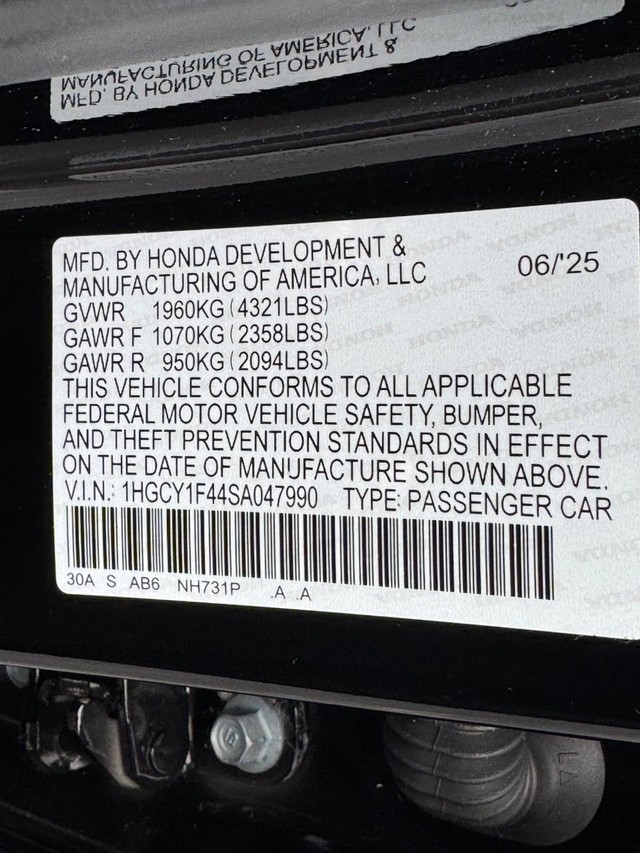 MANUFACTURING OF AMERICA, LLC
MFD. BY HONDA DEVELOPMENT &
MFD. BY HONDA DEVELOPMENT &
MANUFACTURING OF AMERICA, LLC 06/'25
GVWR 1960KG (4321LBS)
GAWR F 1070KG (2358LBS)
GAWR R 950KG (2094LBS)
THIS VEHICLE CONFORMS TO ALL APPLICABLE
FEDERAL MOTOR VEHICLE SAFETY, BUMPER,
AND THEFT PREVENTION STANDARDS IN EFFECT
ON THE DATE OF MANUFACTURE SHOWN ABOVE.
V.I.N.: 1HGCY1F44SA047990 TYPE: PASSENGER CAR
30A S AB6 NH731P .A .A